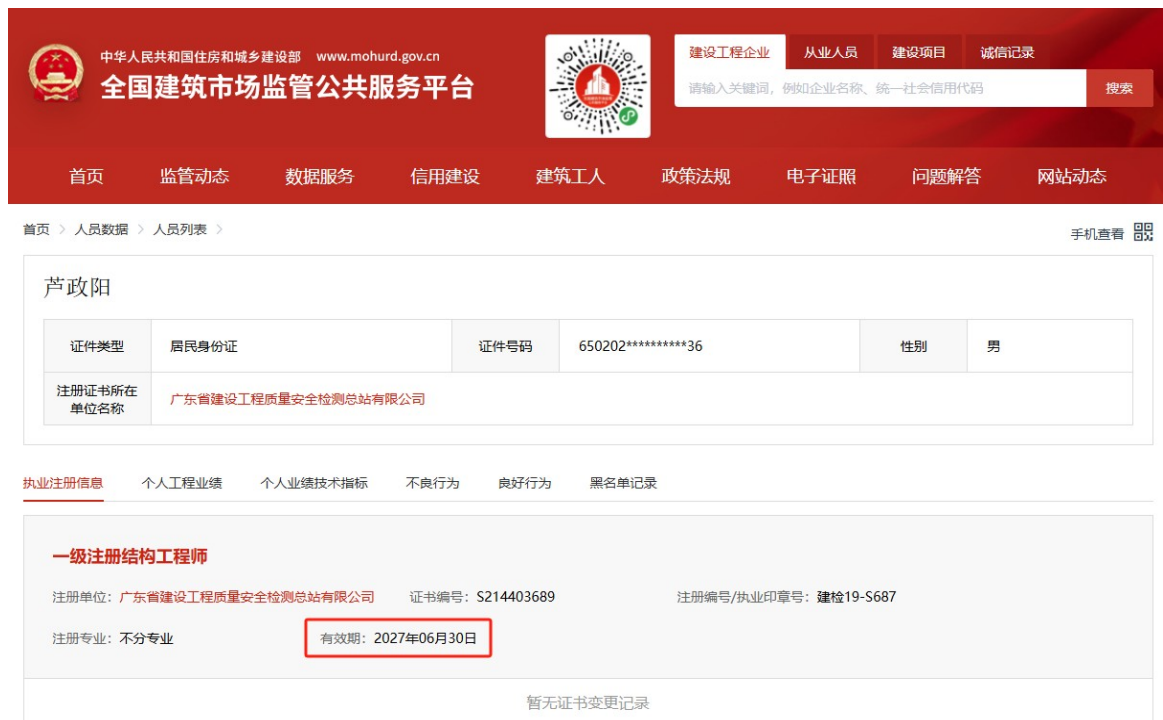 中华人民共和国住房和城乡建设部 www.mohurd.gov.cn
全国建筑市场监管公共服务平台
建设工程企业 从业人员 建设项目 诚信记录
请输入关键词，例如企业名称、统一社会信用代码 搜索
首页 监管动态 数据服务 信用建设 建筑工人 政策法规 电子证照 问题解答 网站动态
首页 > 人员数据 > 人员列表 >
手机查看
芦政阳
证件类型 居民身份证 证件号码 650202**********36 性别 男
注册证书所在
单位名称
广东省建设工程质量安全检测总站有限公司
执业注册信息 个人工程业绩 个人业绩技术指标 不良行为 良好行为 黑名单记录
一级注册结构工程师
注册单位：广东省建设工程质量安全检测总站有限公司 证书编号：S214403689 注册编号/执业印章号：建检19-S687
注册专业：不分专业 有效期：2027年06月30日
暂无证书变更记录